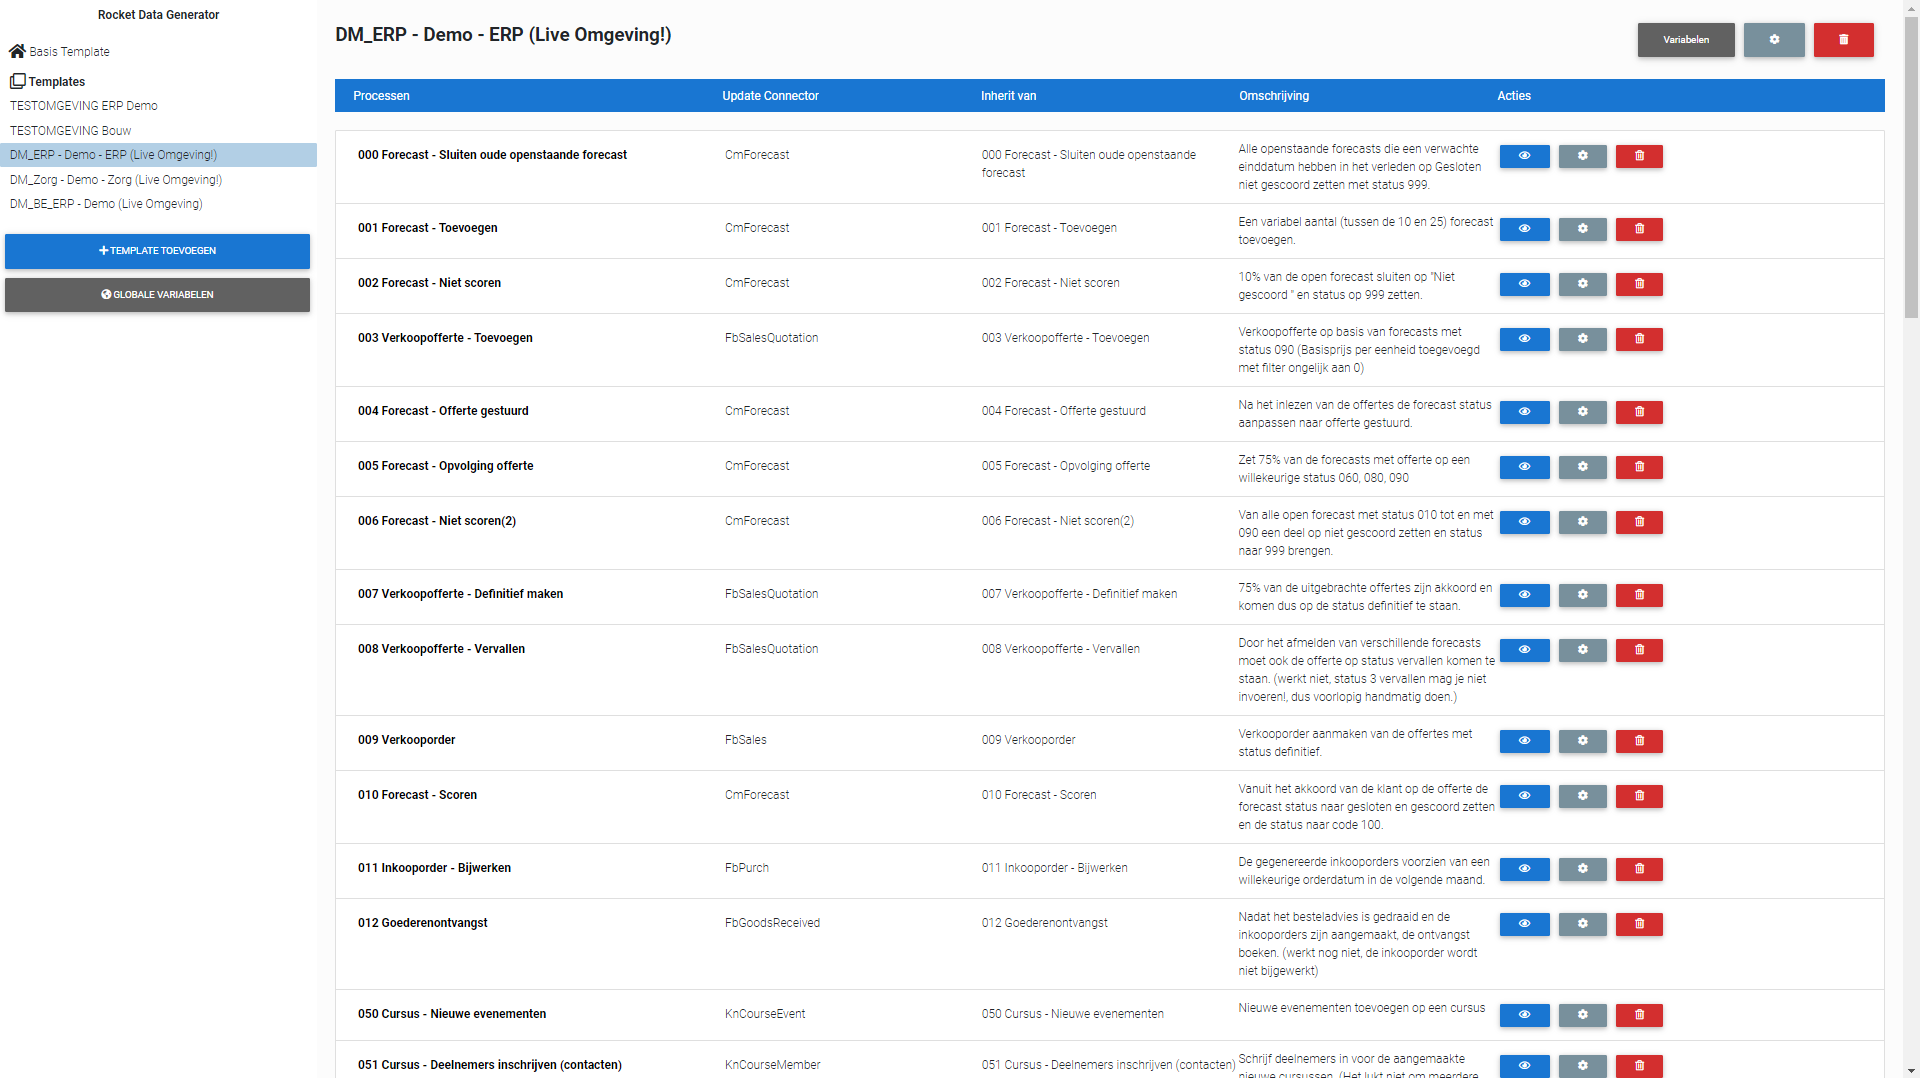 Rocket Data Generator
Basis Template
Templates
TESTOMGEVING ERP Demo
TESTOMGEVING Bouw
DM_ERP - Demo - ERP (Live Omgeving!)
DM_Zorg - Demo - Zorg (Live Omgeving!)
DM_BE_ERP - Demo (Live Omgeving)
TEMPLATE TOEVOEGEN
GLOBALE VARIABELEN
DM_ERP - Demo - ERP (Live Omgeving!)
Variabelen
Processen Update Connector Inherit van Omschrijving Acties
000 Forecast - Sluiten oude openstaande forecast
CmForecast
000 Forecast - Sluiten oude openstaande
forecast
Alle openstaande forecasts die een verwachte
einddatum hebben in het verleden op Gesloten
niet gescoord zetten met status 999.
001 Forecast - Toevoegen
CmForecast
001 Forecast - Toevoegen
Een variabel aantal (tussen de 10 en 25) forecast
toevoegen.
002 Forecast - Niet scoren
CmForecast
002 Forecast - Niet scoren
10% van de open forecast sluiten op "Niet
gescoord " en status op 999 zetten.
003 Verkoopofferte - Toevoegen
FbSalesQuotation
003 Verkoopofferte - Toevoegen
Verkoopofferte op basis van forecasts met
status 090 (Basisprijs per eenheid toegevoegd
met filter ongelijk aan 0)
004 Forecast - Offerte gestuurd
CmForecast
004 Forecast - Offerte gestuurd
Na het inlezen van de offertes de forecast status
aanpassen naar offerte gestuurd.
005 Forecast - Opvolging offerte
CmForecast
005 Forecast - Opvolging offerte
Zet 75% van de forecasts met offerte op een
willekeurige status 060, 080, 090
006 Forecast - Niet scoren(2)
CmForecast
006 Forecast - Niet scoren(2)
Van alle open forecast met status 010 tot en met
090 een deel op niet gescoord zetten en status
naar 999 brengen.
007 Verkoopofferte - Definitief maken
FbSalesQuotation
007 Verkoopofferte - Definitief maken
75% van de uitgebrachte offertes zijn akkoord en
komen dus op de status definitief te staan.
008 Verkoopofferte - Vervallen
FbSalesQuotation
008 Verkoopofferte - Vervallen
Door het afmelden van verschillende forecasts
moet ook de offerte op status vervallen komen te
staan. (werkt niet, status 3 vervallen mag je niet
invoeren!, dus voorlopig handmatig doen.)
009 Verkooporder
FbSales
009 Verkooporder
Verkooporder aanmaken van de offertes met
status definitief.
010 Forecast - Scoren
CmForecast
010 Forecast - Scoren
Vanuit het akkoord van de klant op de offerte de
forecast status naar gesloten en gescoord zetten
en de status naar code 100.
011 Inkooporder - Bijwerken
FbPurch
011 Inkooporder - Bijwerken
De gegenereerde inkooporders voorzien van een
willekeurige orderdatum in de volgende maand.
012 Goederenontvangst
FbGoodsReceived
012 Goederenontvangst
Nadat het besteladvies is gedraaid en de
inkooporders zijn aangemaakt, de ontvangst
boeken. (werkt nog niet, de inkooporder wordt
niet bijgewerkt)
050 Cursus - Nieuwe evenementen
KnCourseEvent
050 Cursus - Nieuwe evenementen
Nieuwe evenementen toevoegen op een cursus
051 Cursus - Deelnemers inschrijven (contacten)
KnCourseMember
051 Cursus - Deelnemers inschrijven (contacten)
Schrijf deelnemers in voor de aangemaakte
nieuwe cursussen. (Het lukt niet om meerdere